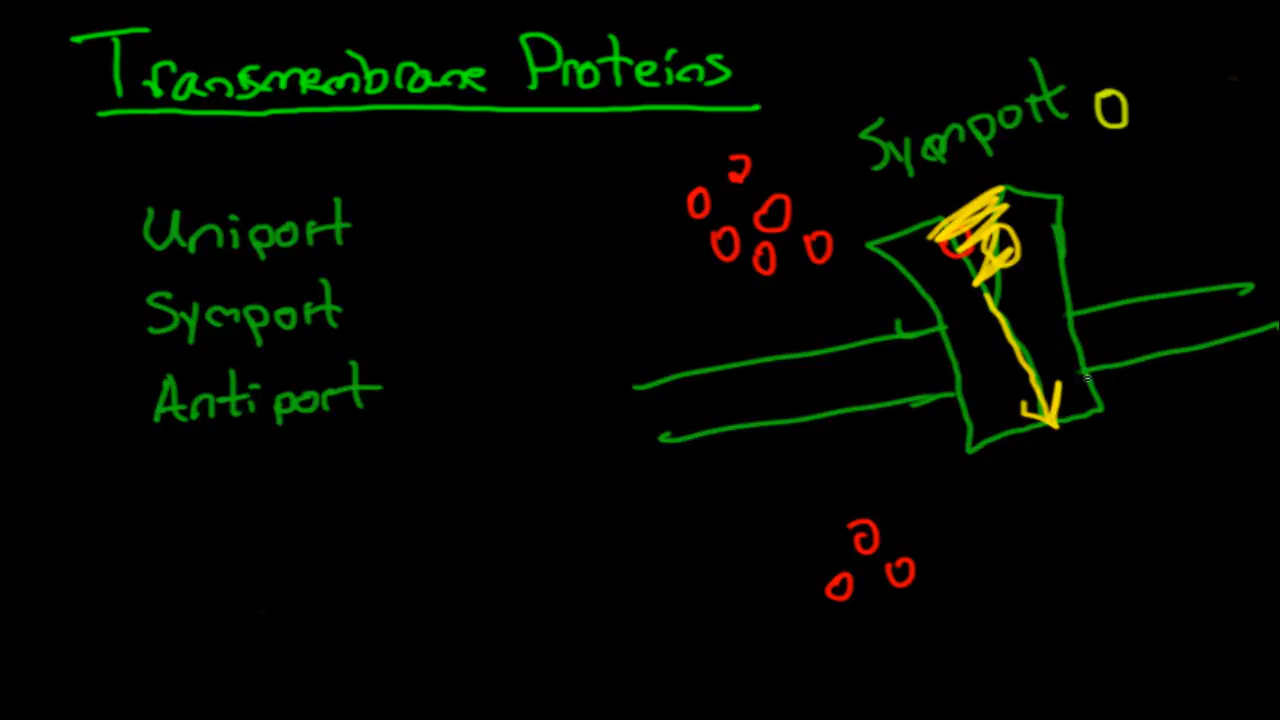 Transmembrane Proteins
Symport
Uniport
Symport
Antiport